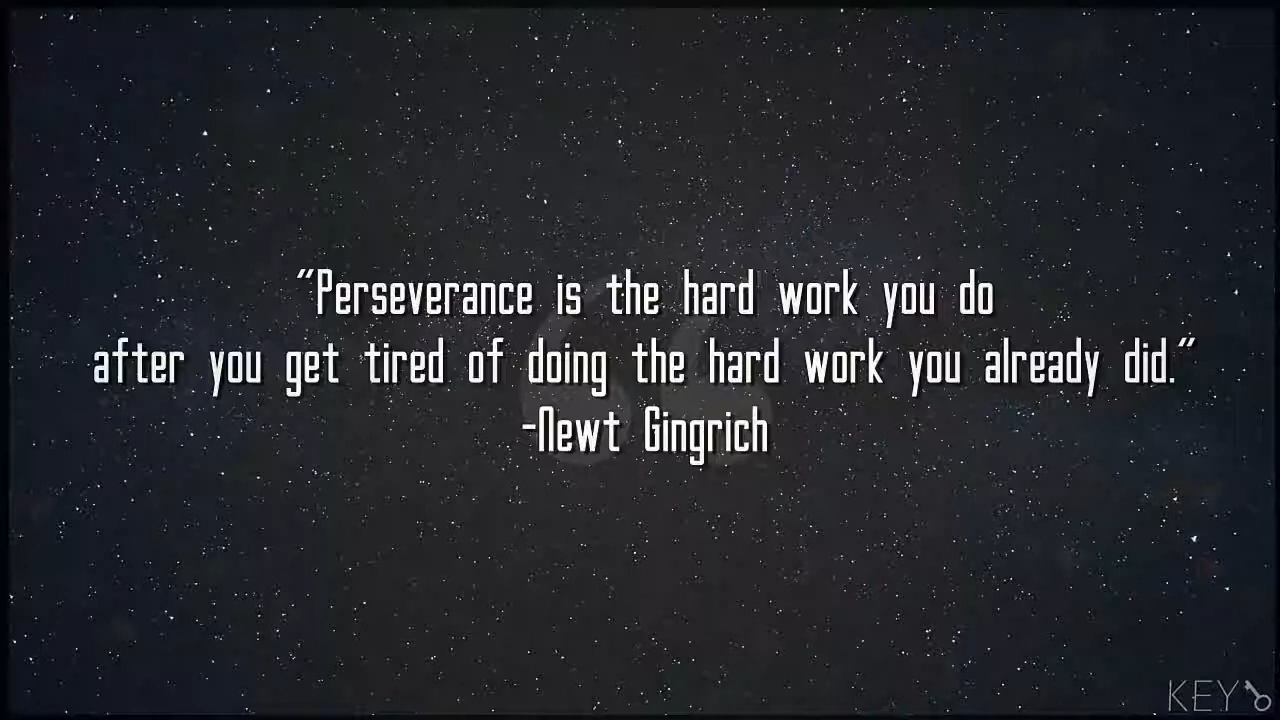 "Perseverance is the hard work you do
after you get tired of doing the hard work you already did."
-Newt Gingrich
KEY